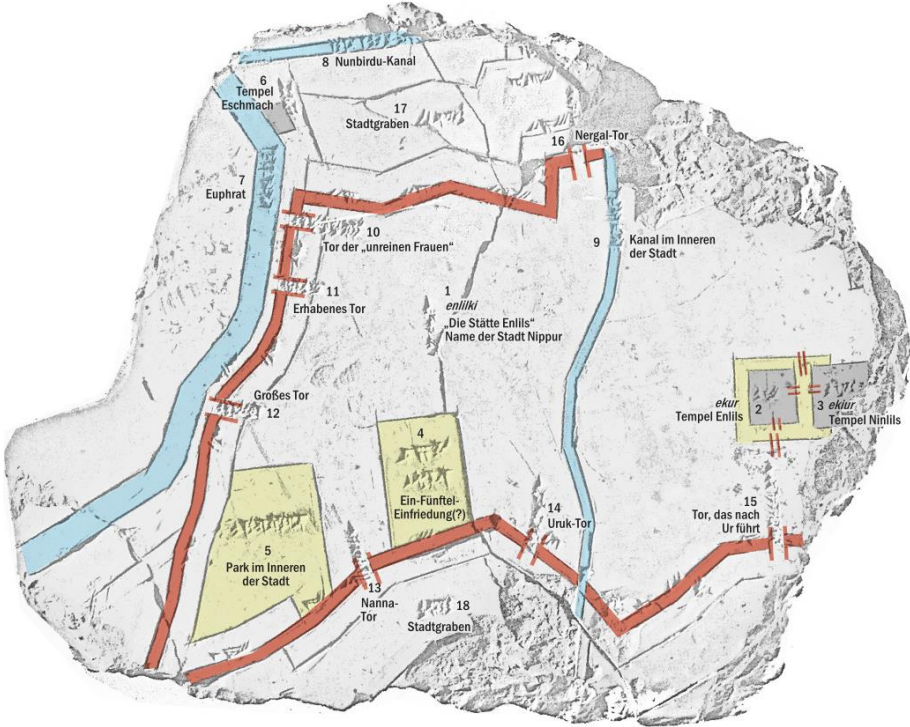 8 Nunbirdu-Kanal
6
Tempel
Eschmach
17
Stadtgraben
16
Nergal-Tor
7
Euphrat
10
Tor der „unreinen Frauen“
9
Kanal im Inneren
der Stadt
11
Erhabenes Tor
1
enlilki
„Die Stätte Enlils“
Name der Stadt Nippur
Großes Tor
12
ekur
Tempel Enlils
2
3
ekiur
Tempel Ninlils
4
Ein-Fünftel-
Einfriedung(?)
5
Park im Inneren
der Stadt
14
Uruk-Tor
15
Tor, das nach
Ur führt
13
Nanna-
Tor
18
Stadtgraben